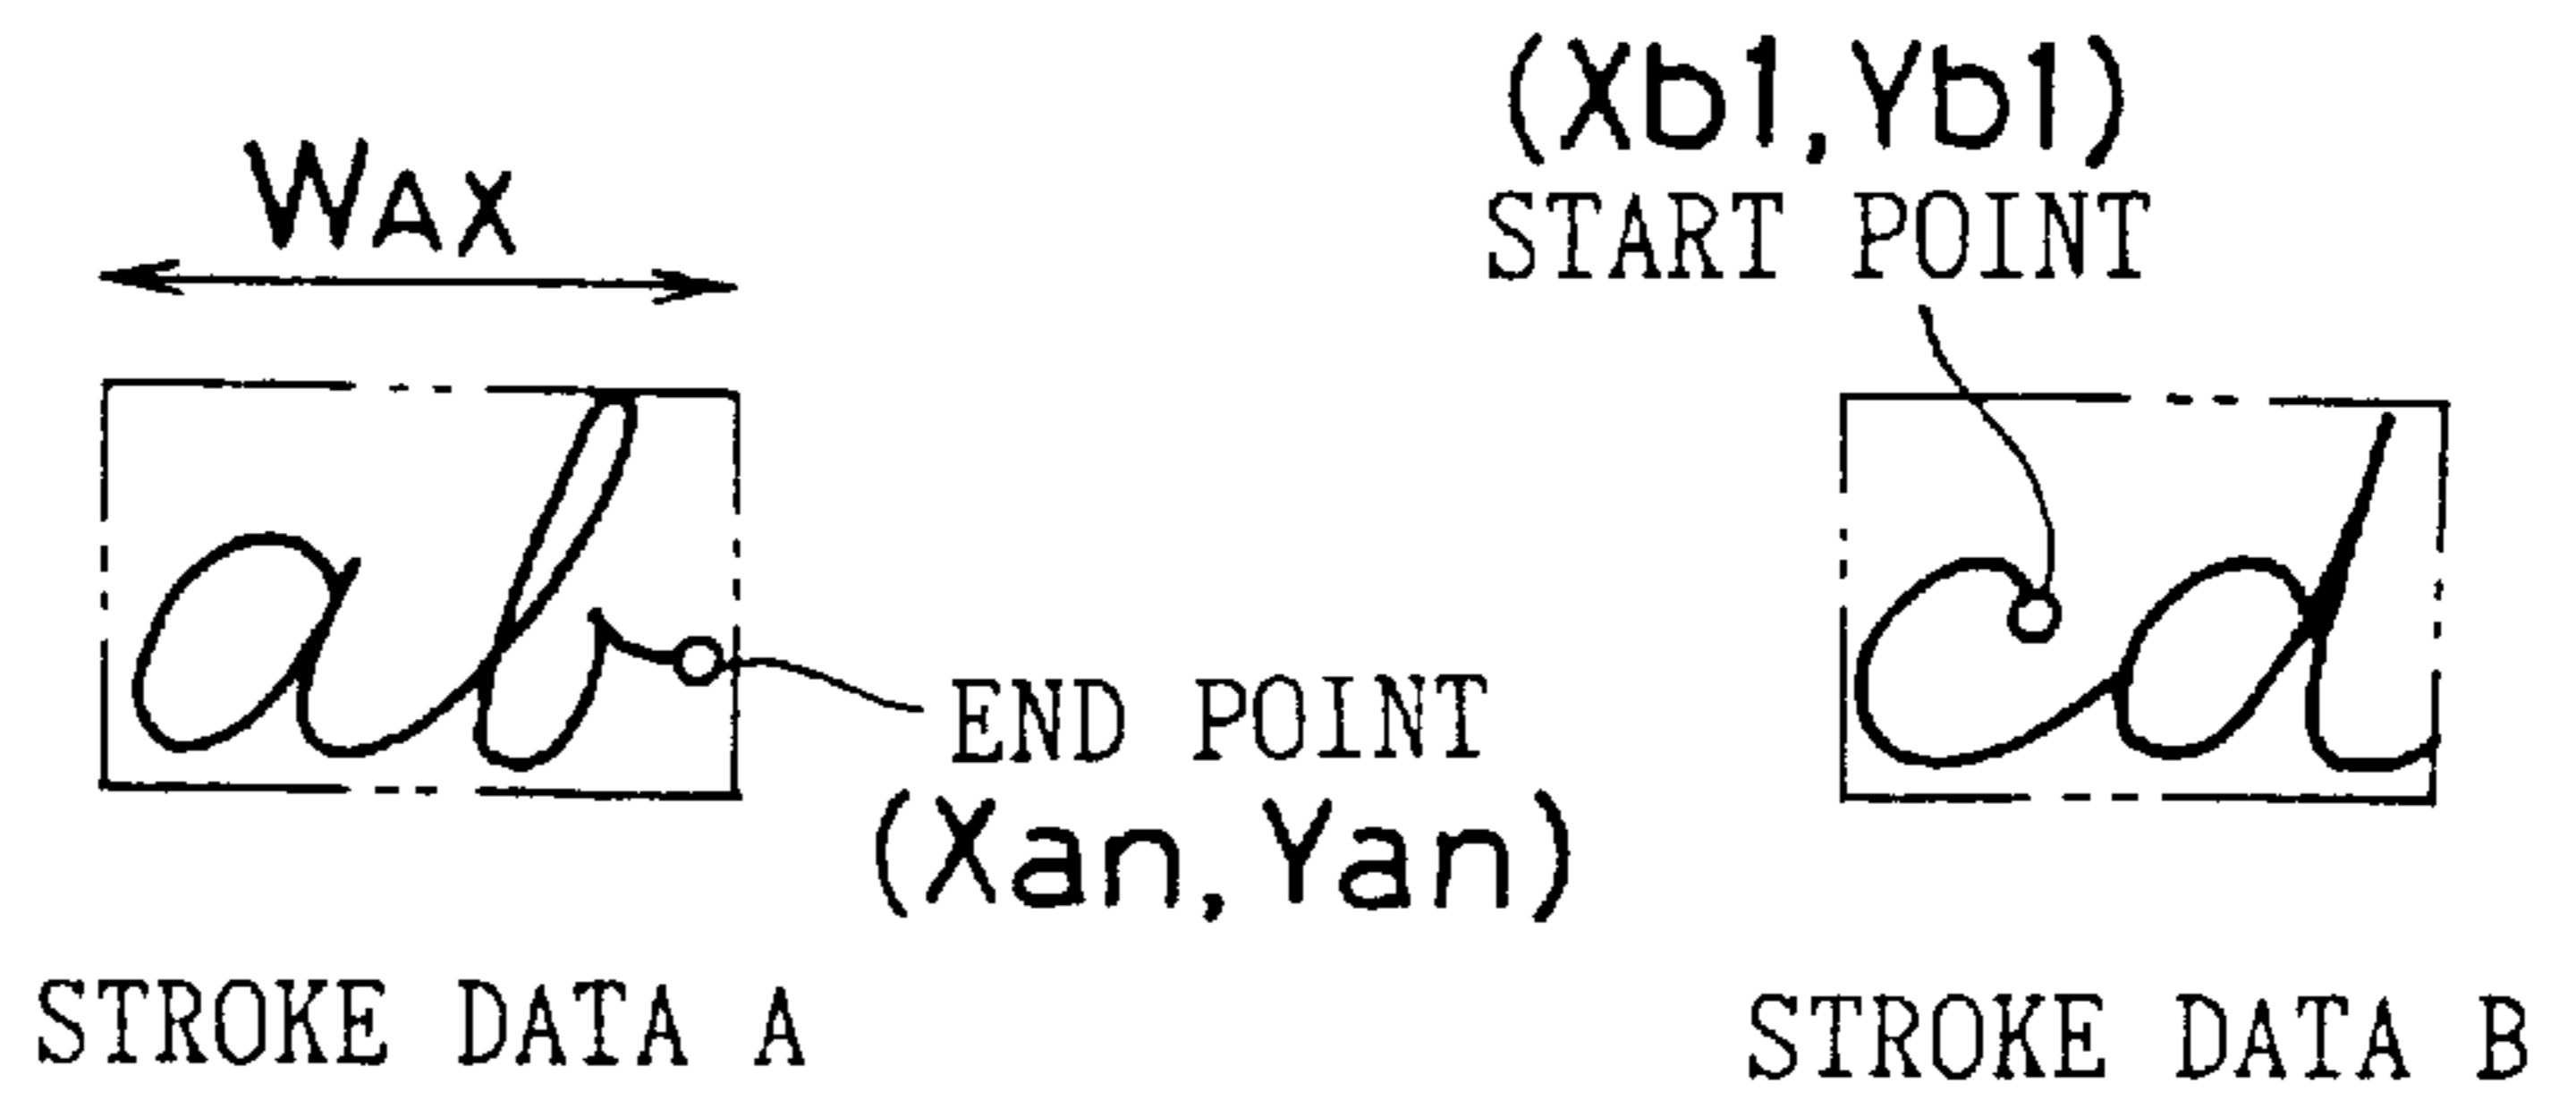 (Xb1,Yb1)
START POINT
WAX
ab
cd
END POINT
(Xan,Yan)
STROKE DATA A
STROKE DATA B